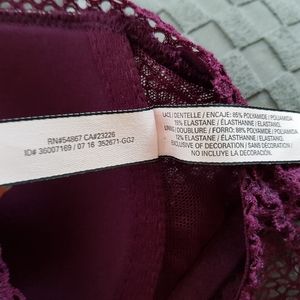 RN#54867 CA#23226
ID# 36007169 / 07 16 352671-GG2
LACE / DENTELLE / ENCAJE: 85% POLYAMIDE / POLIAMIDA
15% ELASTANE / ÉLASTHANNE / ELASTANO.
LINING / DOUBLURE / FORRO: 88% POLYAMIDE / POLIAMIDA
12% ELASTANE / ÉLASTHANNE / ELASTANO.
EXCLUSIVE OF DECORATION / SANS DÉCORATION /
NO INCLUYE LA DECORACIÓN.